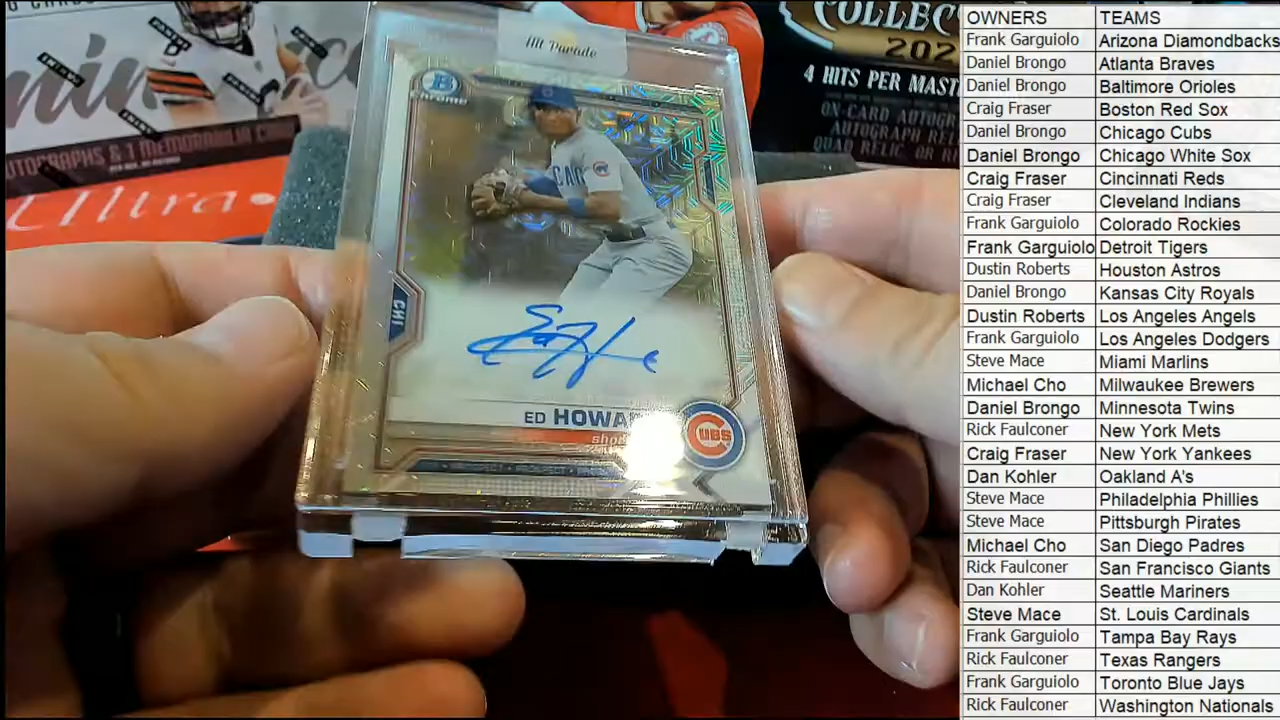 COLLEC
202
4 HITS PER MAST
ON-CARD AUTOGR
AUTOGRAPH REL
QUAD RELIC OR R
AUTOGRAPHS & 1 MEMORABILIA CARD
Ultra
Hit Parade
B
Chrome
CHI
ED HOWA
shor
CUBS
OWNERS TEAMS
Frank Garguiolo Arizona Diamondbacks
Daniel Brongo Atlanta Braves
Daniel Brongo Baltimore Orioles
Craig Fraser Boston Red Sox
Daniel Brongo Chicago Cubs
Daniel Brongo Chicago White Sox
Craig Fraser Cincinnati Reds
Craig Fraser Cleveland Indians
Frank Garguiolo Colorado Rockies
Frank Garguiolo Detroit Tigers
Dustin Roberts Houston Astros
Daniel Brongo Kansas City Royals
Dustin Roberts Los Angeles Angels
Frank Garguiolo Los Angeles Dodgers
Steve Mace Miami Marlins
Michael Cho Milwaukee Brewers
Daniel Brongo Minnesota Twins
Rick Faulconer New York Mets
Craig Fraser New York Yankees
Dan Kohler Oakland A's
Steve Mace Philadelphia Phillies
Steve Mace Pittsburgh Pirates
Michael Cho San Diego Padres
Rick Faulconer San Francisco Giants
Dan Kohler Seattle Mariners
Steve Mace St. Louis Cardinals
Frank Garguiolo Tampa Bay Rays
Rick Faulconer Texas Rangers
Frank Garguiolo Toronto Blue Jays
Rick Faulconer Washington Nationals